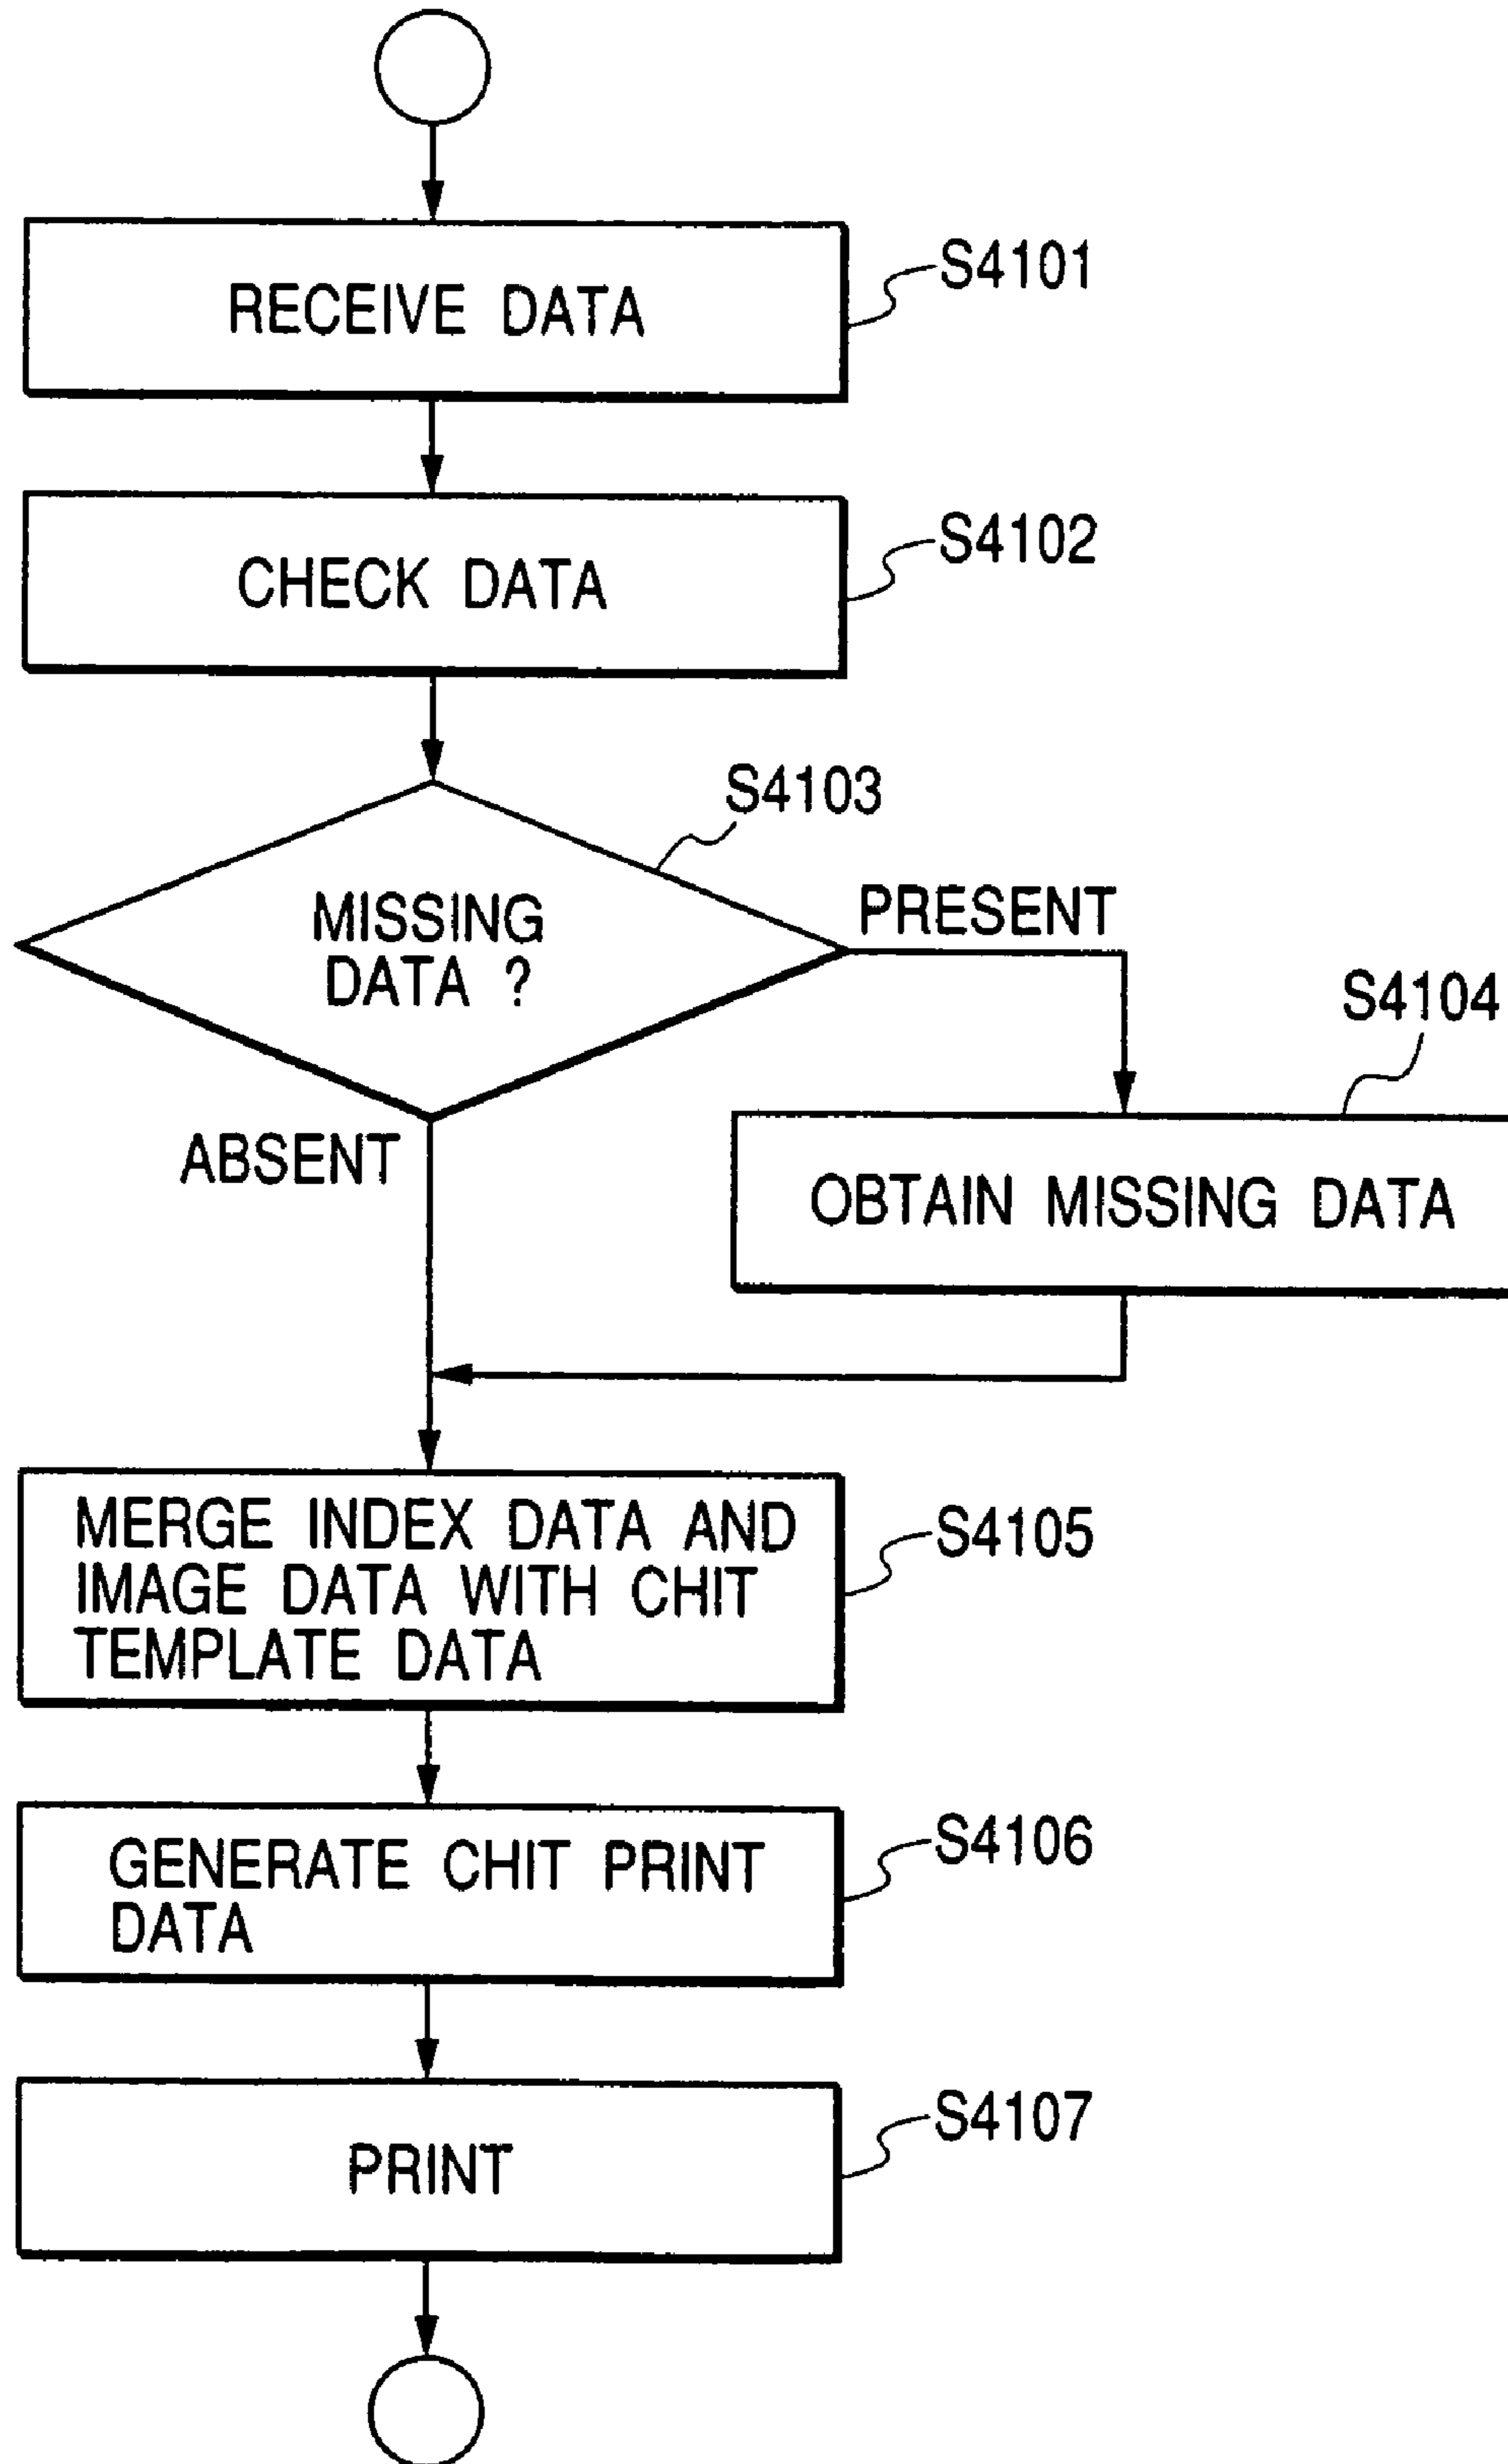 RECEIVE DATA
S4101
CHECK DATA
S4102
S4103
MISSING
DATA ?
PRESENT
ABSENT
S4104
OBTAIN MISSING DATA
MERGE INDEX DATA AND
IMAGE DATA WITH CHIT
TEMPLATE DATA
S4105
GENERATE CHIT PRINT
DATA
S4106
PRINT
S4107